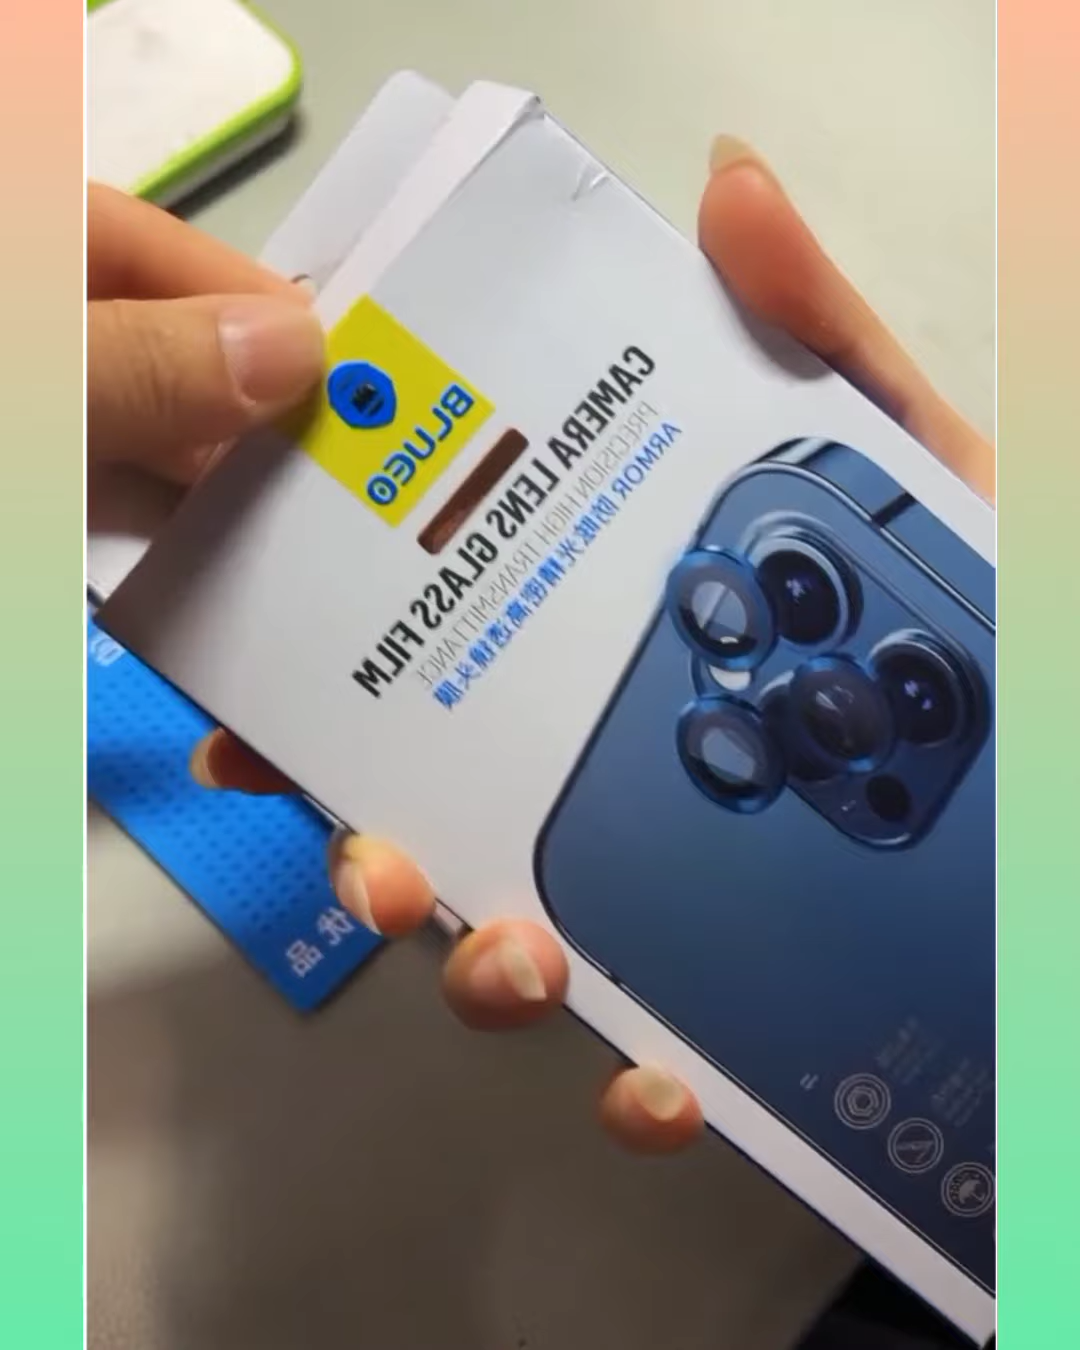 BLUEO
CAMERA LENS GLASS FILM
PRECISION HIGH TRANSMITTANCE
ARMOR 防眩光精密高透镜头膜
优品